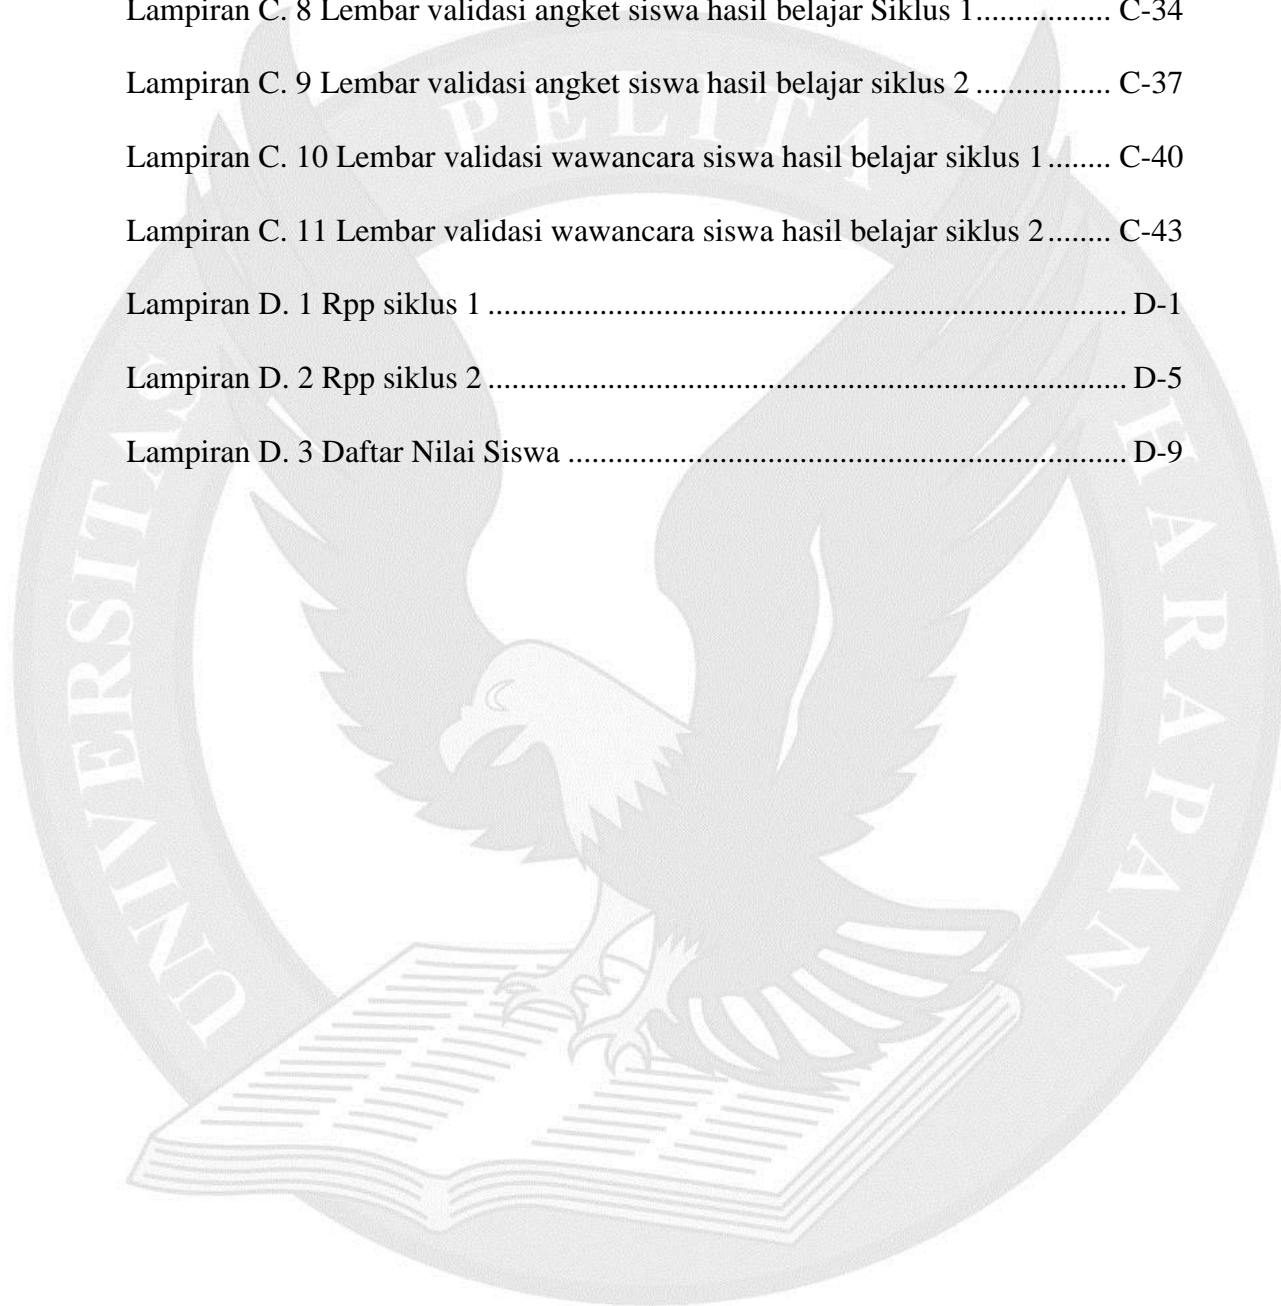 Lampiran C. 8 Lembar validasi angket siswa hasil belajar Siklus 1................. C-34
Lampiran C. 9 Lembar validasi angket siswa hasil belajar siklus 2 ................. C-37
Lampiran C. 10 Lembar validasi wawancara siswa hasil belajar siklus 1........ C-40
Lampiran C. 11 Lembar validasi wawancara siswa hasil belajar siklus 2........ C-43
Lampiran D. 1 Rpp siklus 1 ................................................................................ D-1
Lampiran D. 2 Rpp siklus 2 ................................................................................ D-5
Lampiran D. 3 Daftar Nilai Siswa ...................................................................... D-9
UNIVERSITAS PELITA HARAPAN